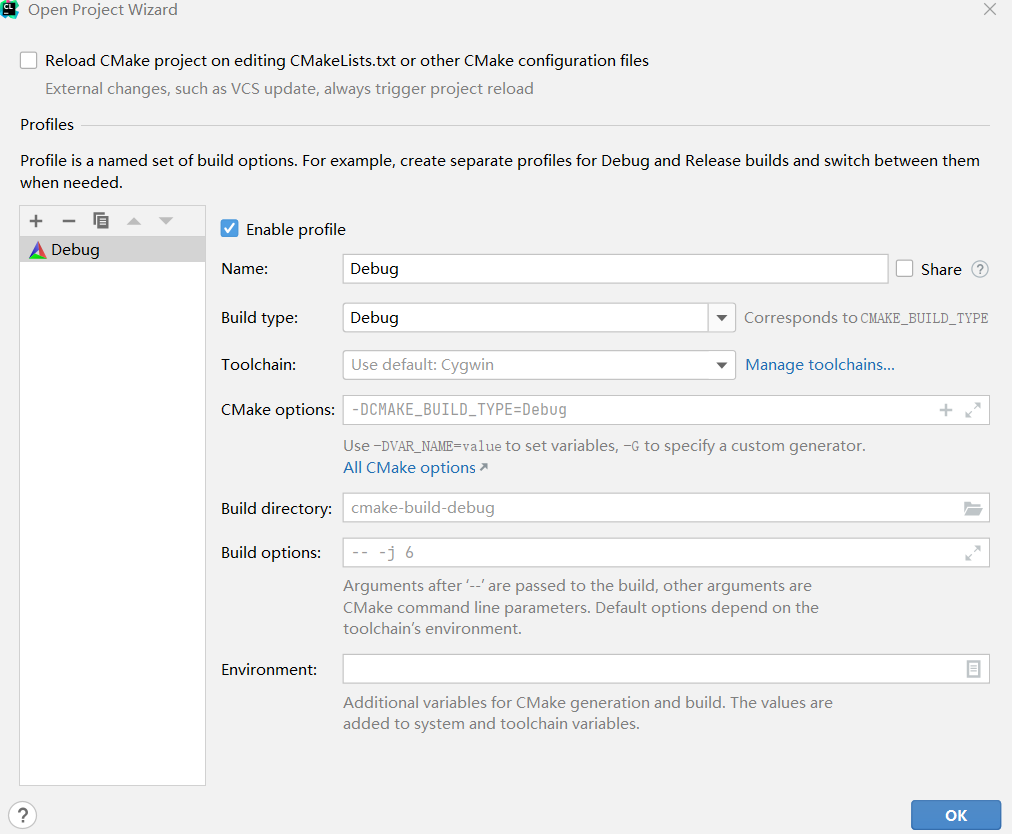 CL
Open Project Wizard
Reload CMake project on editing CMakeLists.txt or other CMake configuration files
External changes, such as VCS update, always trigger project reload
Profiles
Profile is a named set of build options. For example, create separate profiles for Debug and Release builds and switch between them
when needed.
Debug
Enable profile
Name: Debug Share ?
Build type: Debug Corresponds to CMAKE_BUILD_TYPE
Toolchain: Use default: Cygwin Manage toolchains...
CMake options: -DCMAKE_BUILD_TYPE=Debug
Use -DVAR_NAME=value to set variables, -G to specify a custom generator.
All CMake options
Build directory: cmake-build-debug
Build options: -- -j 6
Arguments after ‘--’ are passed to the build, other arguments are
CMake command line parameters. Default options depend on the
toolchain’s environment.
Environment:
Additional variables for CMake generation and build. The values are
added to system and toolchain variables.
? OK